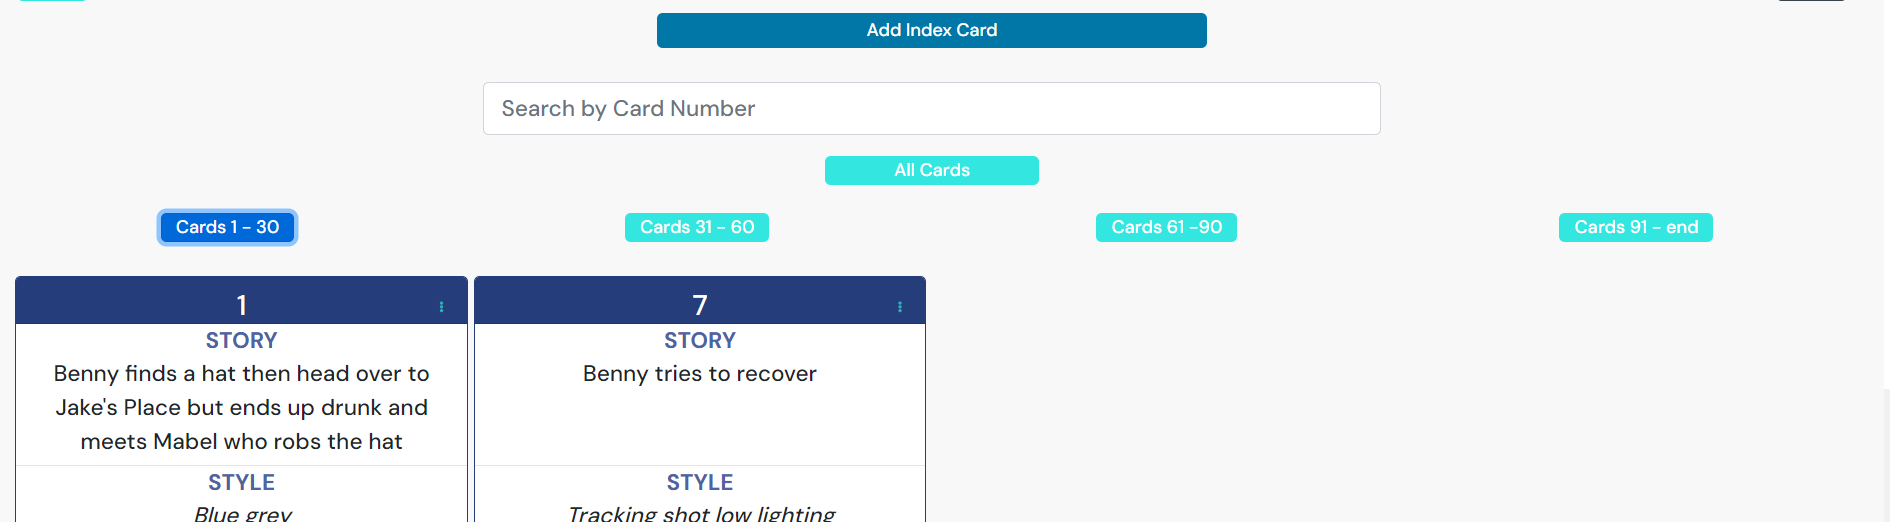 Add Index Card
Search by Card Number
All Cards
Cards 1 - 30
Cards 31 - 60
Cards 61 -90
Cards 91 - end
1
STORY
Benny finds a hat then head over to
Jake's Place but ends up drunk and
meets Mabel who robs the hat
STYLE
Blue grey
7
STORY
Benny tries to recover
STYLE
Tracking shot low lighting